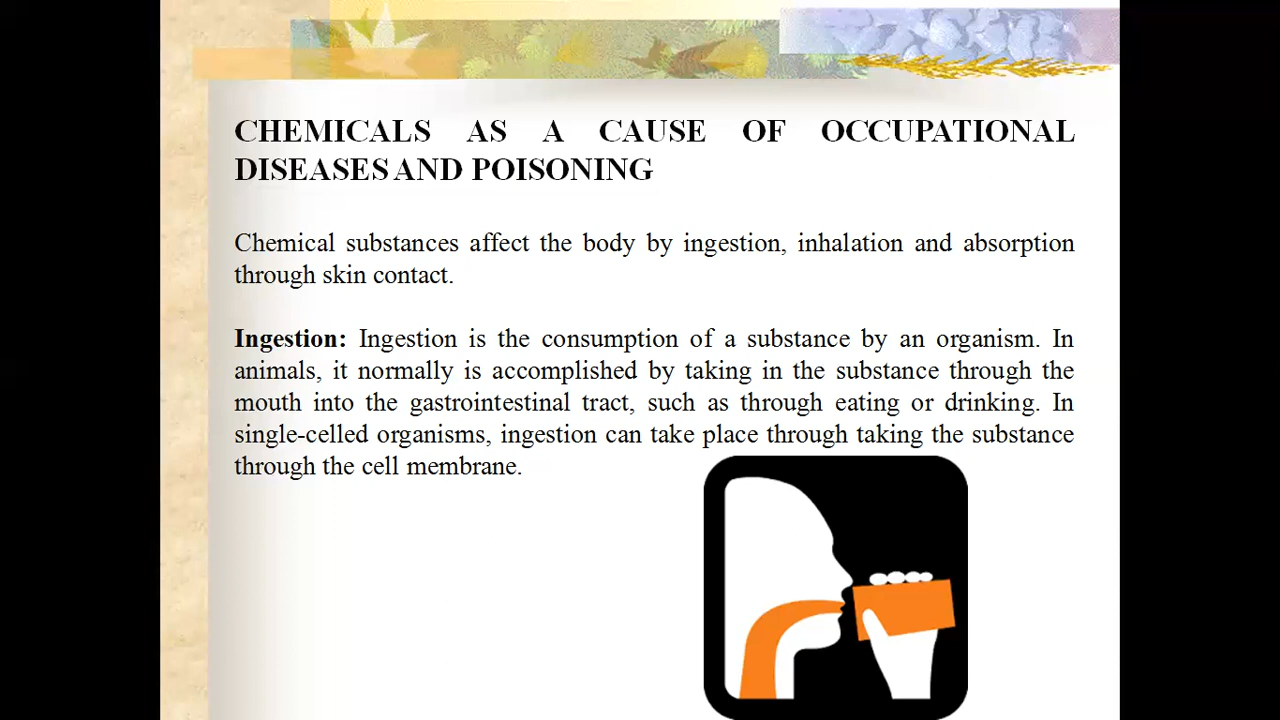 CHEMICALS AS A CAUSE OF OCCUPATIONAL
DISEASES AND POISONING
Chemical substances affect the body by ingestion, inhalation and absorption
through skin contact.
Ingestion: Ingestion is the consumption of a substance by an organism. In
animals, it normally is accomplished by taking in the substance through the
mouth into the gastrointestinal tract, such as through eating or drinking. In
single-celled organisms, ingestion can take place through taking the substance
through the cell membrane.